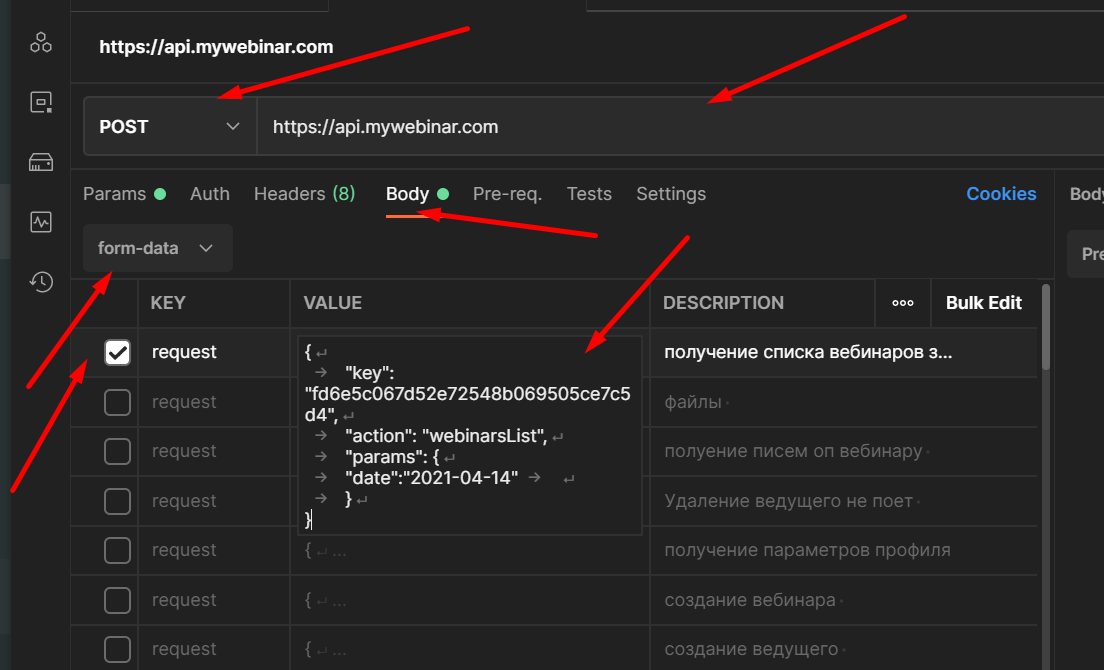 https://api.mywebinar.com
POST https://api.mywebinar.com
Params Auth Headers (8) Body Pre-req. Tests Settings Cookies Body
form-data Pre
KEY VALUE DESCRIPTION ooo Bulk Edit
request { ↵ получение списка вебинаров з...
→ "key":
"fd6e5c067d52e72548b069505ce7c5
d4", ↵
→ "action": "webinarsList", ↵
→ "params": { ↵
→ "date":"2021-04-14" → ↵
→ } ↵
}
request файлы·
request полуение писем оп вебинару·
request Удаление ведущего не поет·
request { ↵ ... получение параметров профиля
request { ↵ ... создание вебинара·
request { ↵ ... создание ведущего·